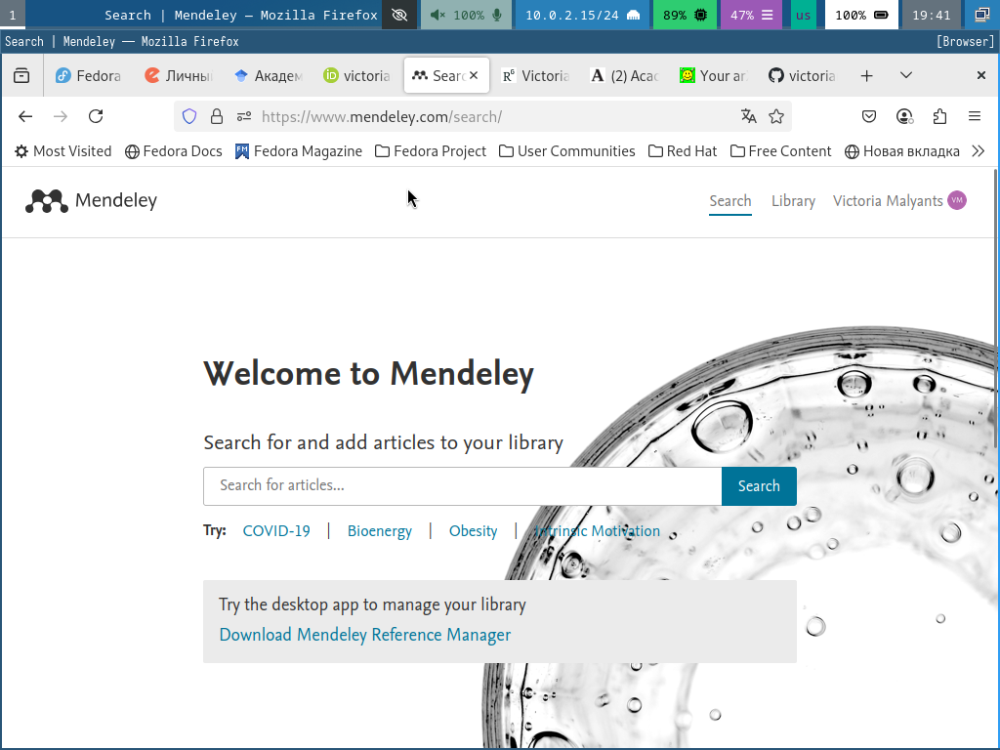 1 Search | Mendeley — Mozilla Firefox 100% 10.0.2.15/24 89% 47% us 100% 19:41
Search | Mendeley — Mozilla Firefox [Browser]
Fedora Личны Академ victoria Searc Victoria (2) Acad Your ar victoria
https://www.mendeley.com/search/
Most Visited Fedora Docs Fedora Magazine Fedora Project User Communities Red Hat Free Content Новая вкладка
Mendeley Search Library Victoria Malyants VM
Welcome to Mendeley
Search for and add articles to your library
Search for articles... Search
Try: COVID-19 | Bioenergy | Obesity | Intrinsic Motivation
Try the desktop app to manage your library
Download Mendeley Reference Manager